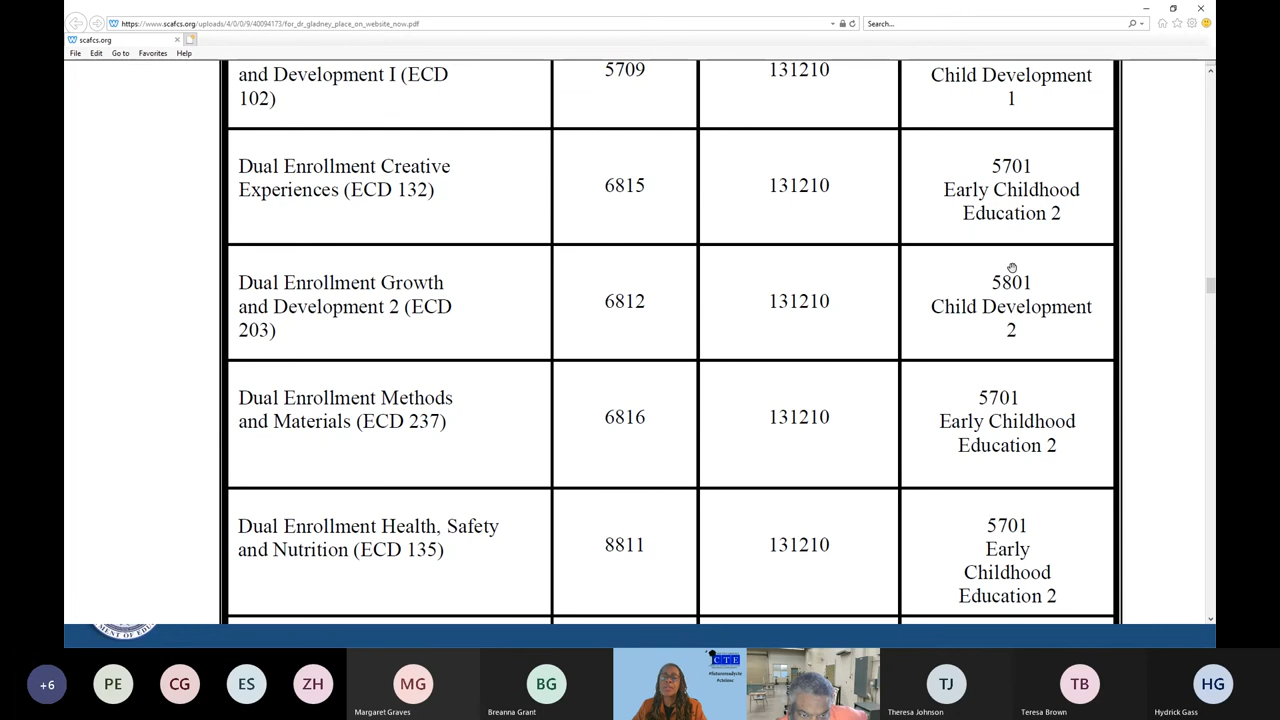 https://www.scafcs.org/uploads/4/0/0/9/40094173/for_dr_gladney_place_on_website_now.pdf
Search...
scafcs.org
File Edit Go to Favorites Help
and Development I (ECD
102)
5709
131210
Child Development
1
Dual Enrollment Creative
Experiences (ECD 132)
6815
131210
5701
Early Childhood
Education 2
Dual Enrollment Growth
and Development 2 (ECD
203)
6812
131210
5801
Child Development
2
Dual Enrollment Methods
and Materials (ECD 237)
6816
131210
5701
Early Childhood
Education 2
Dual Enrollment Health, Safety
and Nutrition (ECD 135)
8811
131210
5701
Early
Childhood
Education 2
MENT OF EDU
+6
PE
CG
ES
ZH
MG
Margaret Graves
BG
Breanna Grant
CTE
TJ
Theresa Johnson
TB
Teresa Brown
HG
Hydrick Gass